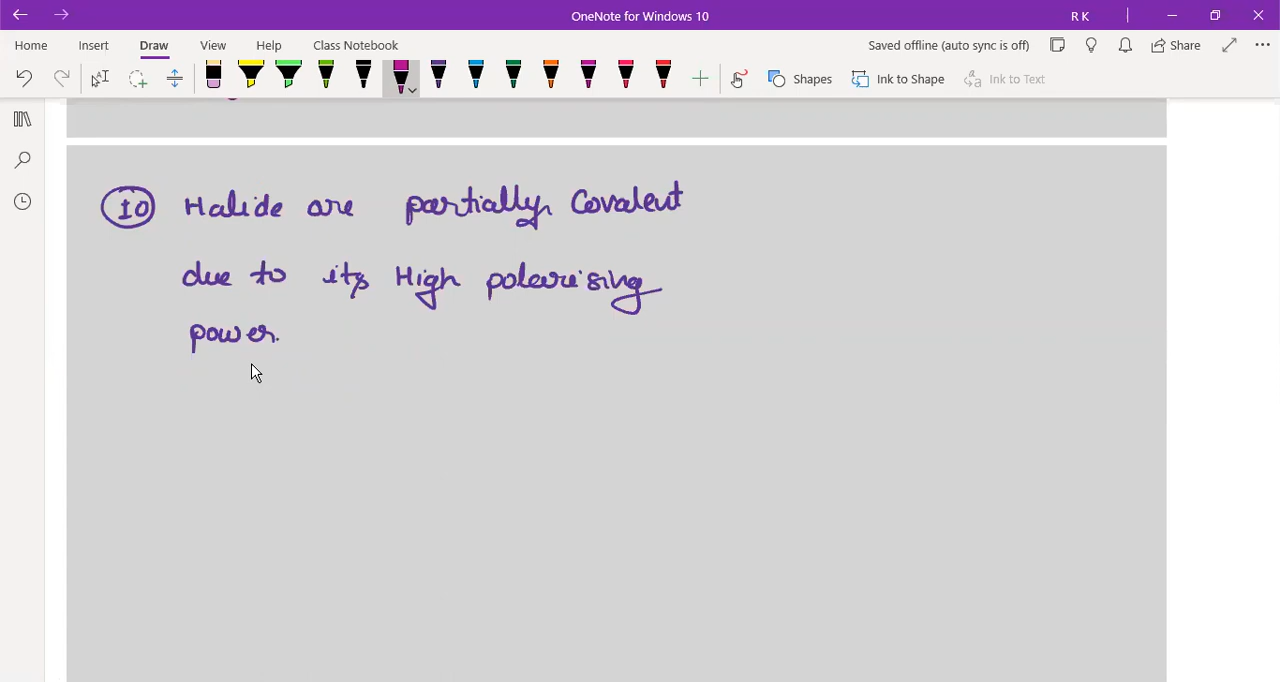 OneNote for Windows 10
R K
Home Insert Draw View Help Class Notebook
Saved offline (auto sync is off) Share
Shapes Ink to Shape Ink to Text
10 Halide are partially Covalent
due to its High polarising
power.